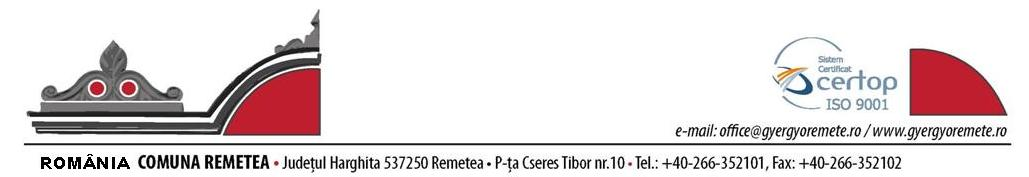 Sistem
Certificat
certop
ISO 9001
e-mail: office@gyergyoremete.ro / www.gyergyoremete.ro
ROMÂNIA COMUNA REMETEA • Județul Harghita 537250 Remetea • P-ța Cseres Tibor nr.10 • Tel.: +40-266-352101, Fax: +40-266-352102